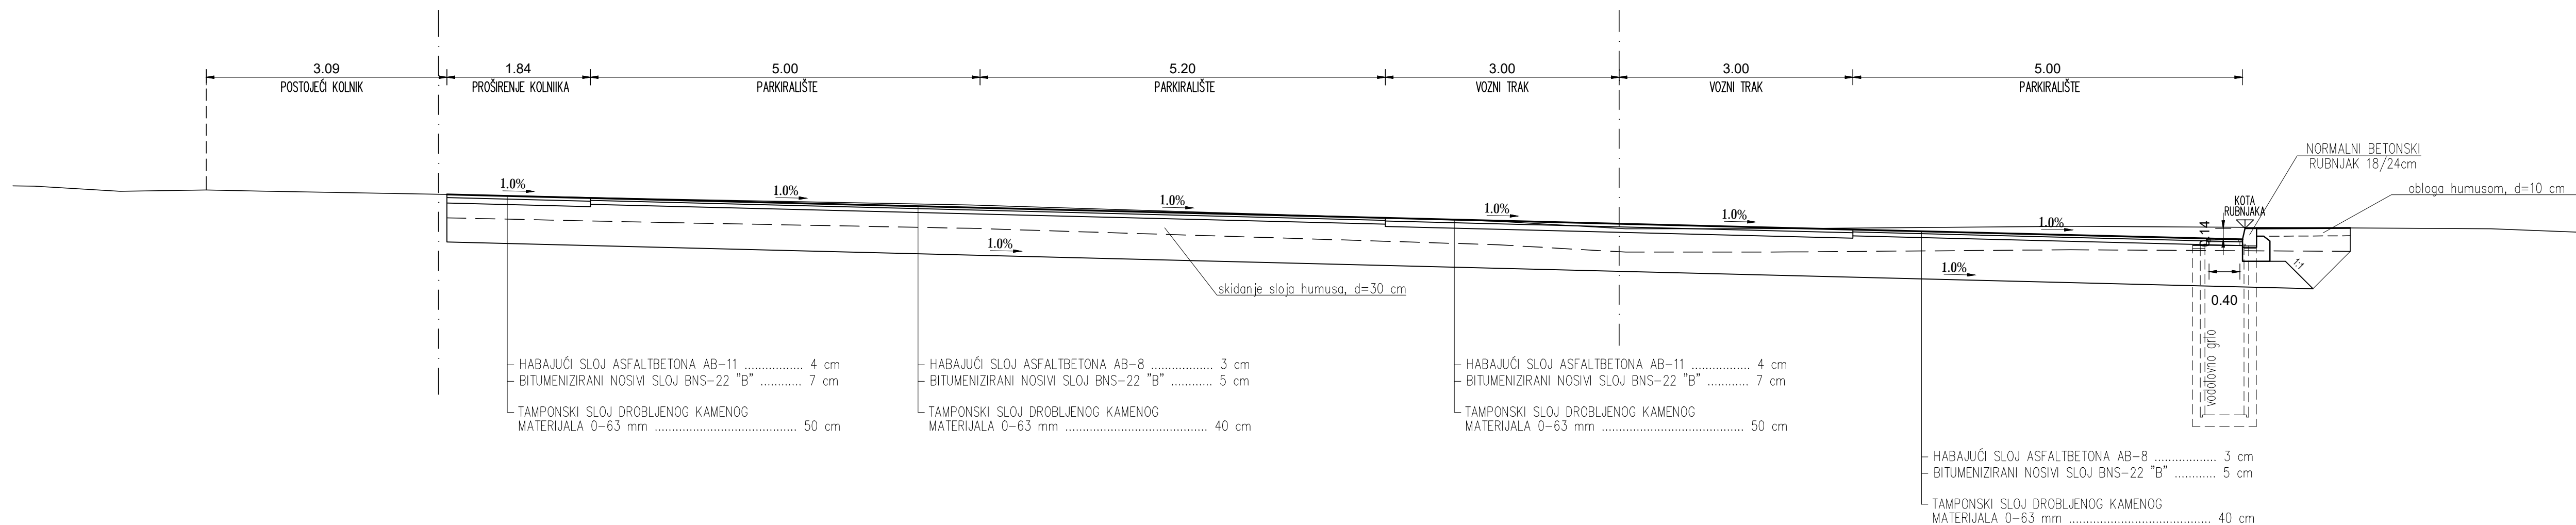 3.09
POSTOJEĆI KOLNIK
1.84
PROŠIRENJE KOLNIIKA
5.00
PARKIRALIŠTE
5.20
PARKIRALIŠTE
3.00
VOZNI TRAK
3.00
VOZNI TRAK
5.00
PARKIRALIŠTE
NORMALNI BETONSKI
RUBNJAK 18/24cm
obloga humusom, d=10 cm
1.0%
1.0%
1.0%
1.0%
1.0%
1.0%
KOTA
RUBNJAKA
14
1.0%
1.0%
1:1
skidanje sloja humusa, d=30 cm
0.40
vodolovno grlo
HABAJUĆI SLOJ ASFALTBETONA AB-11 ................. 4 cm
BITUMENIZIRANI NOSIVI SLOJ BNS-22 "B" ............ 7 cm
TAMPONSKI SLOJ DROBLJENOG KAMENOG
MATERIJALA 0-63 mm ......................................... 50 cm
HABAJUĆI SLOJ ASFALTBETONA AB-8 .................. 3 cm
BITUMENIZIRANI NOSIVI SLOJ BNS-22 "B" ............ 5 cm
TAMPONSKI SLOJ DROBLJENOG KAMENOG
MATERIJALA 0-63 mm ......................................... 40 cm
HABAJUĆI SLOJ ASFALTBETONA AB-11 ................. 4 cm
BITUMENIZIRANI NOSIVI SLOJ BNS-22 "B" ............ 7 cm
TAMPONSKI SLOJ DROBLJENOG KAMENOG
MATERIJALA 0-63 mm ......................................... 50 cm
HABAJUĆI SLOJ ASFALTBETONA AB-8 .................. 3 cm
BITUMENIZIRANI NOSIVI SLOJ BNS-22 "B" ............ 5 cm
TAMPONSKI SLOJ DROBLJENOG KAMENOG
MATERIJALA 0-63 mm ......................................... 40 cm